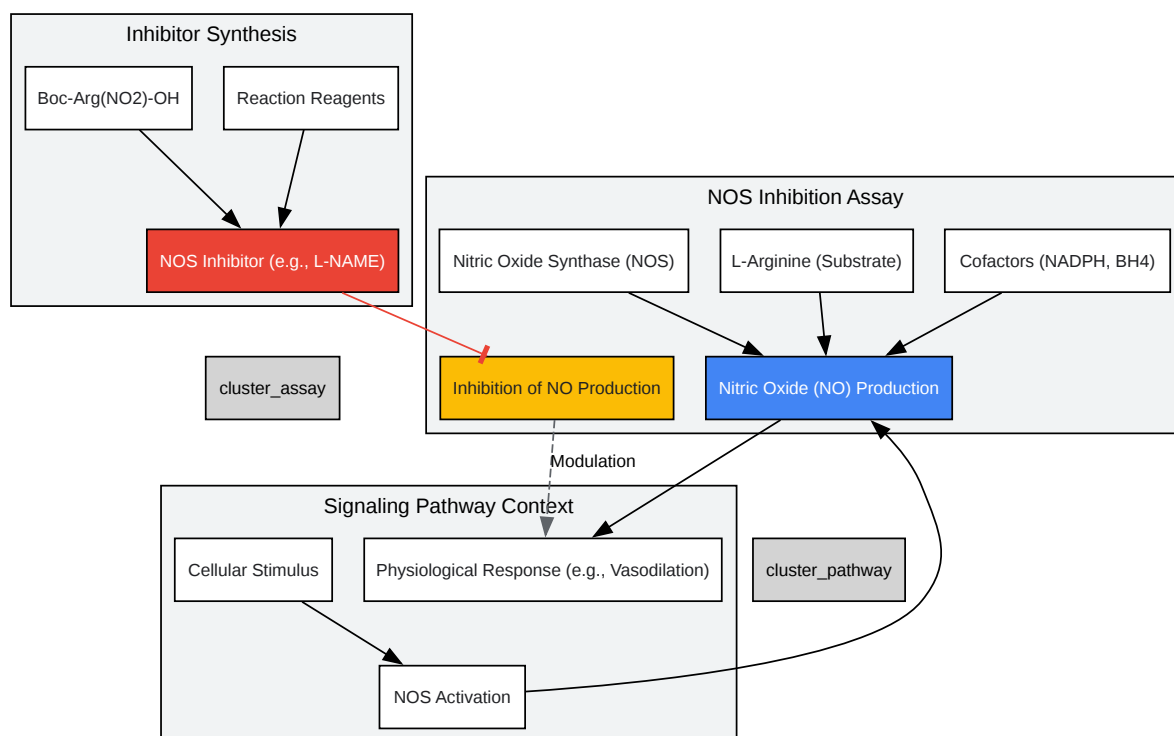 Inhibitor Synthesis
Boc-Arg(NO2)-OH
Reaction Reagents
NOS Inhibitor (e.g., L-NAME)
NOS Inhibition Assay
Nitric Oxide Synthase (NOS)
L-Arginine (Substrate)
Cofactors (NADPH, BH4)
cluster_assay
Inhibition of NO Production
Nitric Oxide (NO) Production
Modulation
Signaling Pathway Context
Cellular Stimulus
Physiological Response (e.g., Vasodilation)
cluster_pathway
NOS Activation